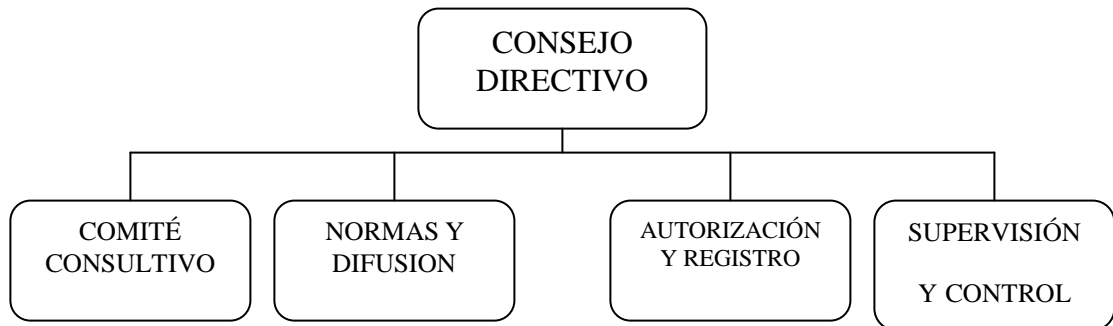 CONSEJO
DIRECTIVO
COMITÉ
CONSULTIVO
NORMAS Y
DIFUSION
AUTORIZACIÓN
Y REGISTRO
SUPERVISIÓN
Y CONTROL